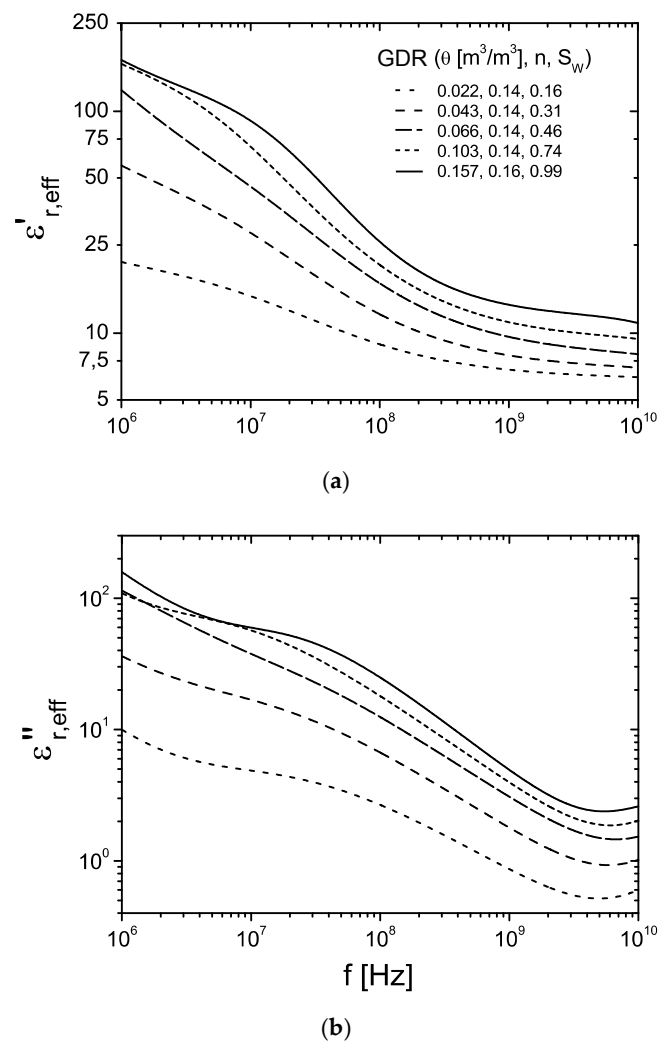 250
GDR (θ [m³/m³], n, S_W)
0.022, 0.14, 0.16
100
0.043, 0.14, 0.31
75
0.066, 0.14, 0.46
0.103, 0.14, 0.74
50
0.157, 0.16, 0.99
ε'r,eff
25
10
7,5
5
10⁶ 10⁷ 10⁸ 10⁹ 10¹⁰
(a)
10²
ε"r,eff
10¹
10⁰
10⁶ 10⁷ 10⁸ 10⁹ 10¹⁰
f [Hz]
(b)